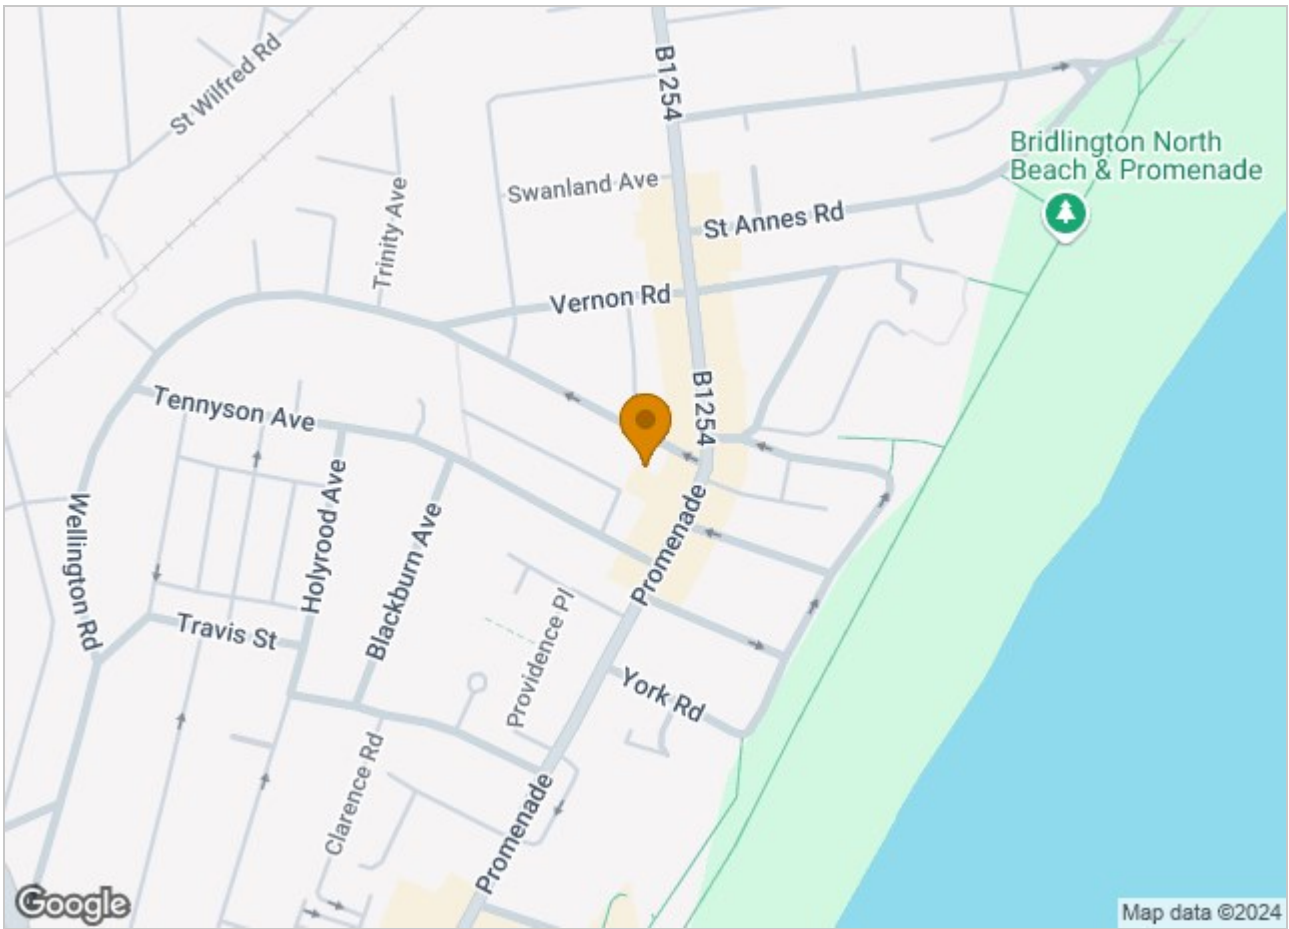 B1254
St Wilfred Rd
Bridlington North
Beach & Promenade
Swanland Ave
St Annes Rd
Trinity Ave
Vernon Rd
B1254
Tennyson Ave
Wellington Rd
Holyrood Ave
Blackburn Ave
Promenade
Providence Pl
Travis St
York Rd
Clarence Rd
Promenade
Google
Map data ©2024